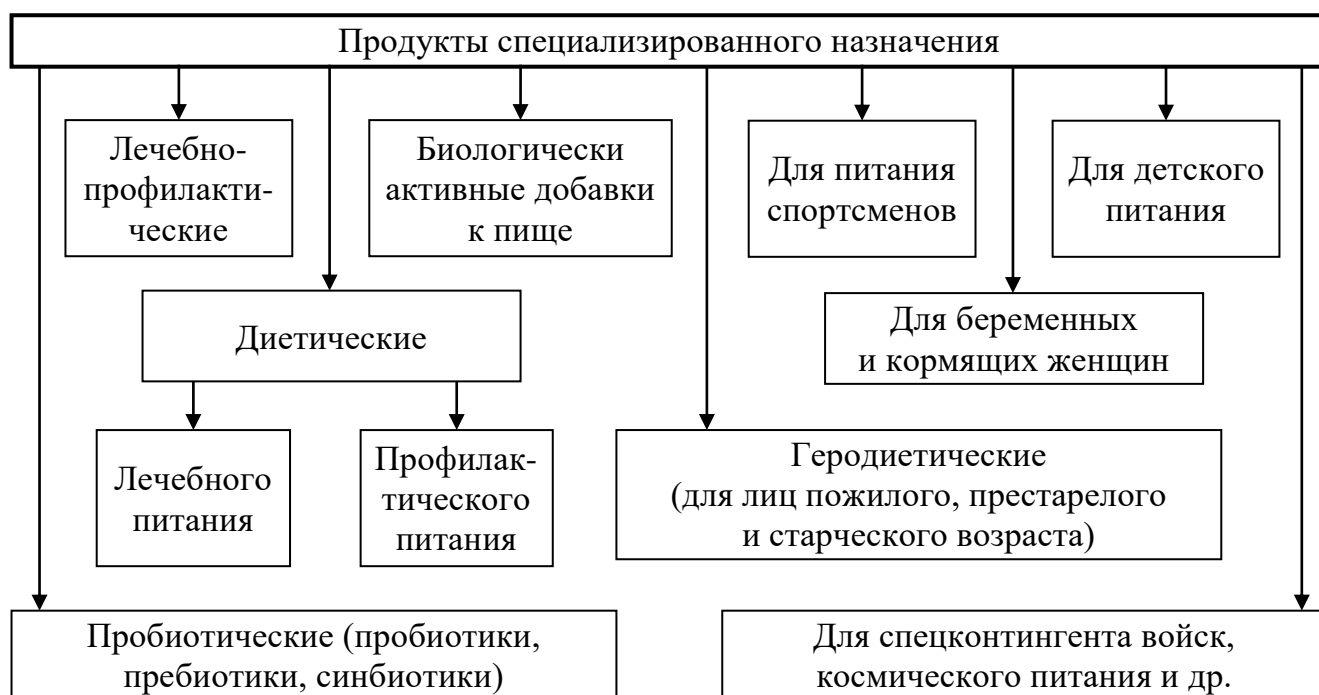 Продукты специализированного назначения
Лечебно-
профилакти-
ческие
Биологически
активные добавки
к пище
Для питания
спортсменов
Для детского
питания
Диетические
Для беременных
и кормящих женщин
Лечебного
питания
Профилак-
тического
питания
Геродиетические
(для лиц пожилого, престарелого
и старческого возраста)
Пробиотические (пробиотики,
пребиотики, синбиотики)
Для спецконтингента войск,
космического питания и др.